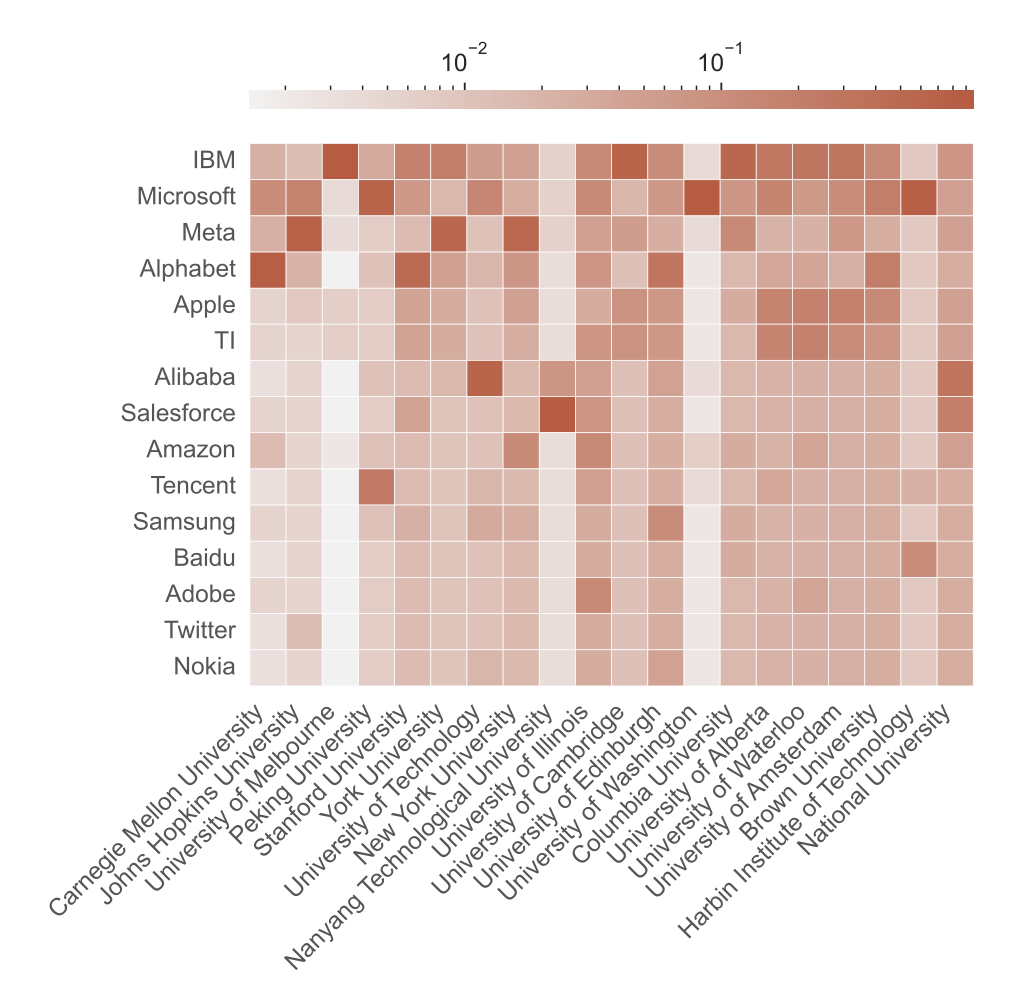 10−2 10−1
IBM
Microsoft
Meta
Alphabet
Apple
TI
Alibaba
Salesforce
Amazon
Tencent
Samsung
Baidu
Adobe
Twitter
Nokia
Carnegie Mellon University
Johns Hopkins University
University of Melbourne
Peking University
Stanford University
York University
University of Technology
New York University
Nanyang Technological University
University of Illinois
University of Cambridge
University of Edinburgh
University of Washington
Columbia University
University of Alberta
University of Waterloo
University of Amsterdam
Brown University
Harbin Institute of Technology
National University